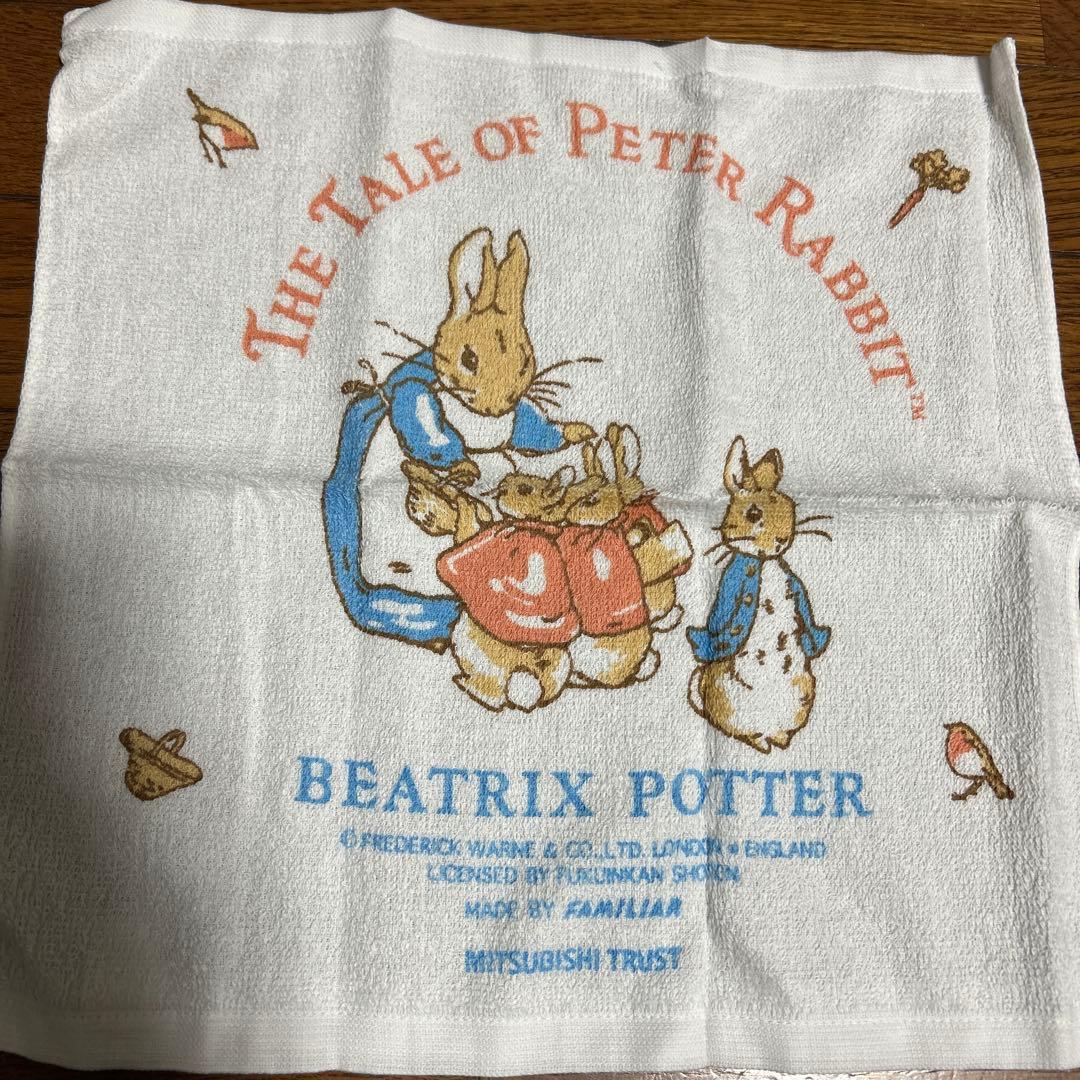 THE TALE OF PETER RABBIT™
BEATRIX POTTER
© FREDERICK WARNE & CO., LTD. LONDON • ENGLAND
LICENSED BY FUKUINKAN SHOTEN
MADE BY FAMILIAR
MITSUBISHI TRUST